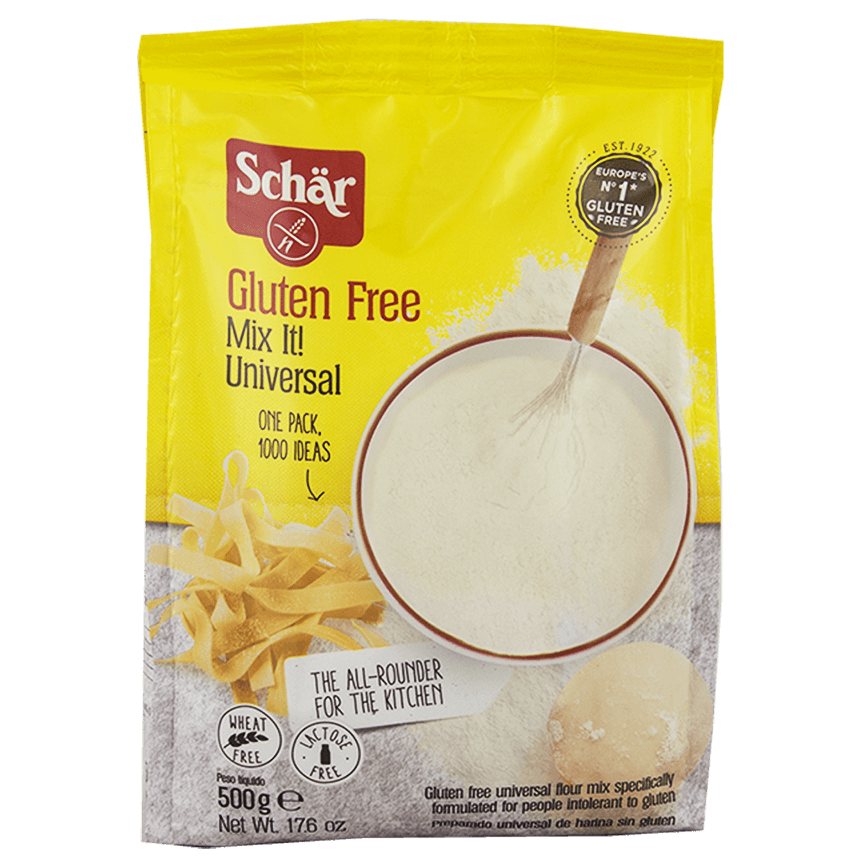 Schär
EST. 1922
EUROPE'S
Nº1*
GLUTEN
FREE
Gluten Free
Mix It!
Universal
ONE PACK,
1000 IDEAS
THE ALL-ROUNDER
FOR THE KITCHEN
WHEAT
FREE
LACTOSE
FREE
Peso líquido
500g ℮
Net Wt. 17.6 oz
Gluten free universal flour mix specifically
formulated for people intolerant to gluten
Preparado universal de harina sin gluten